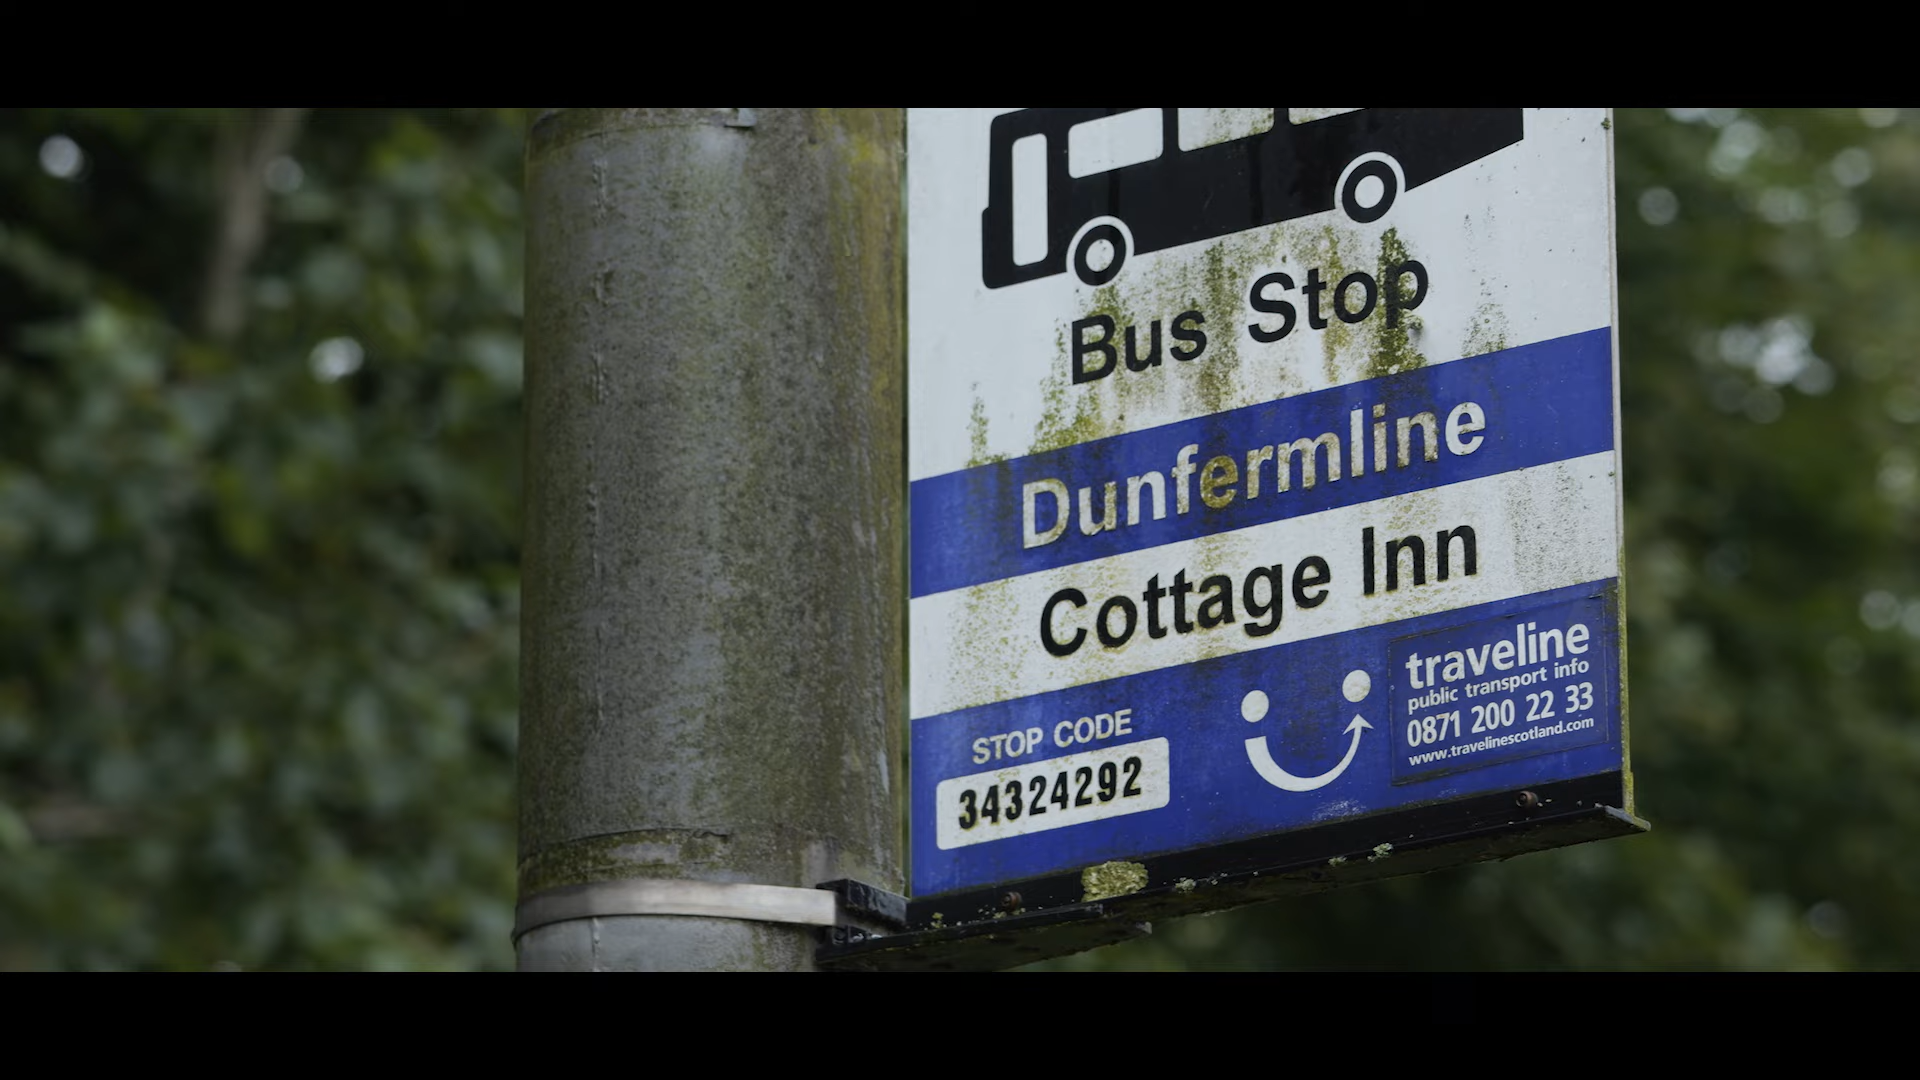 Bus Stop
Dunfermline
Cottage Inn
STOP CODE
34324292
traveline
public transport info
0871 200 22 33
www.travelinescotland.com